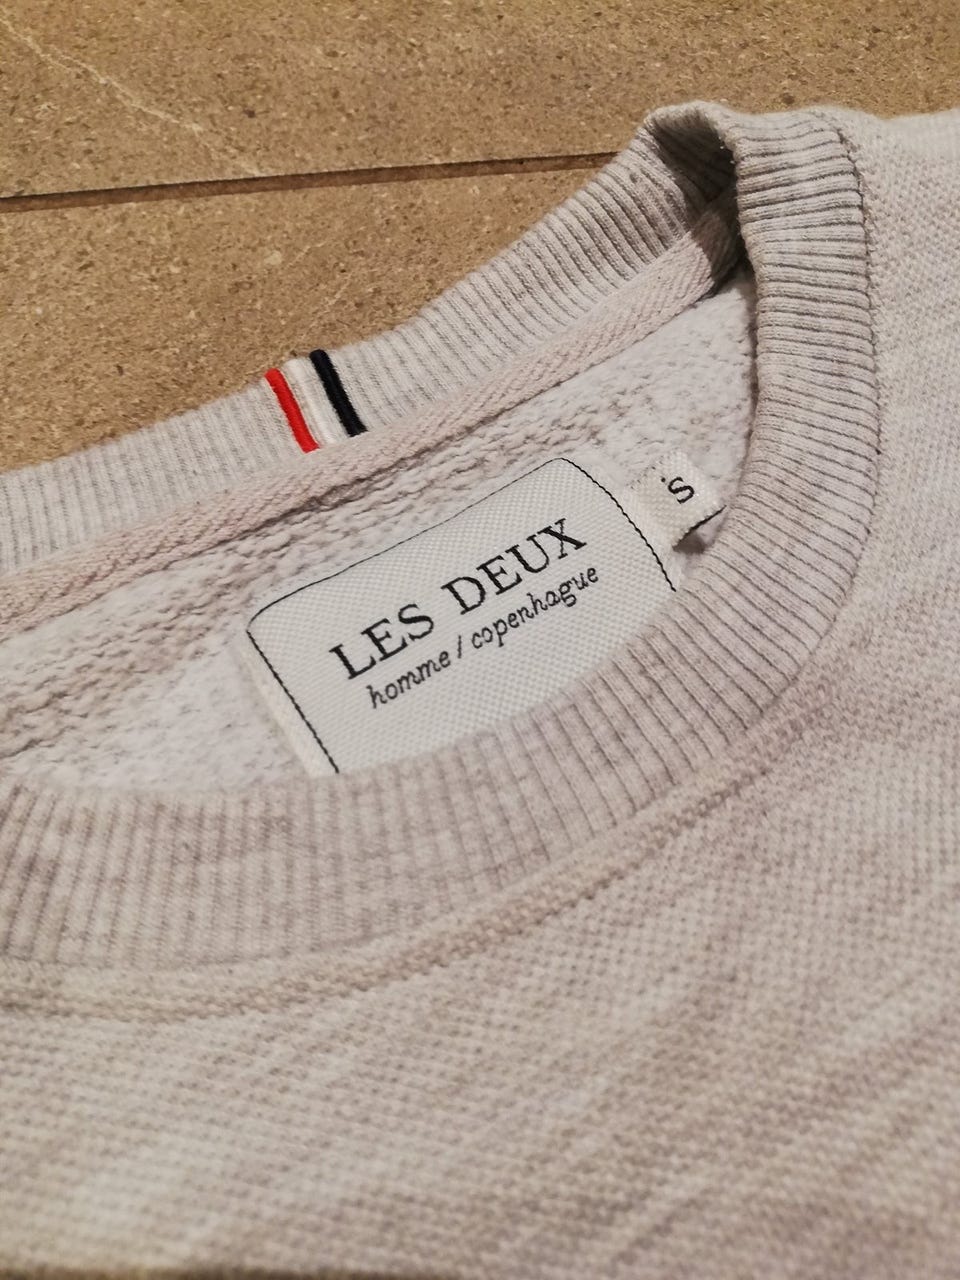 LES DEUX
homme / copenhague
S